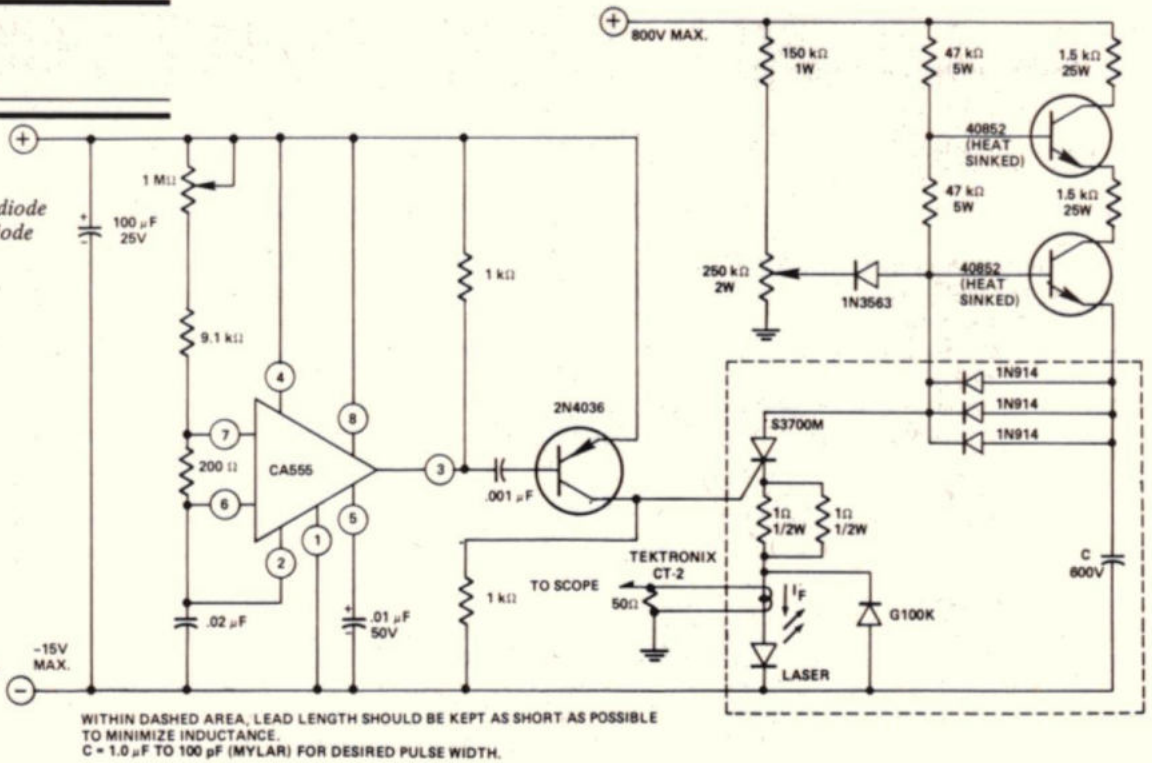 +
800V MAX.
150 kΩ
1W
47 kΩ
5W
1.5 kΩ
25W
40852
(HEAT
SINKED)
+
diode
ode
1 MΩ
+
-
100 μF
25V
47 kΩ
5W
1.5 kΩ
25W
250 kΩ
2W
1N3563
40852
(HEAT
SINKED)
1 kΩ
9.1 kΩ
4
8
2N4036
1N914
1N914
1N914
S3700M
7
200 Ω
CA555
3
.001 μF
6
5
1
2
1Ω
1/2W
1Ω
1/2W
TEKTRONIX
CT-2
TO SCOPE
50Ω
IF
C
600V
G100K
LASER
.02 μF
+
-
.01 μF
50V
1 kΩ
-15V
MAX.
-
WITHIN DASHED AREA, LEAD LENGTH SHOULD BE KEPT AS SHORT AS POSSIBLE
TO MINIMIZE INDUCTANCE.
C = 1.0 μF TO 100 pF (MYLAR) FOR DESIRED PULSE WIDTH.